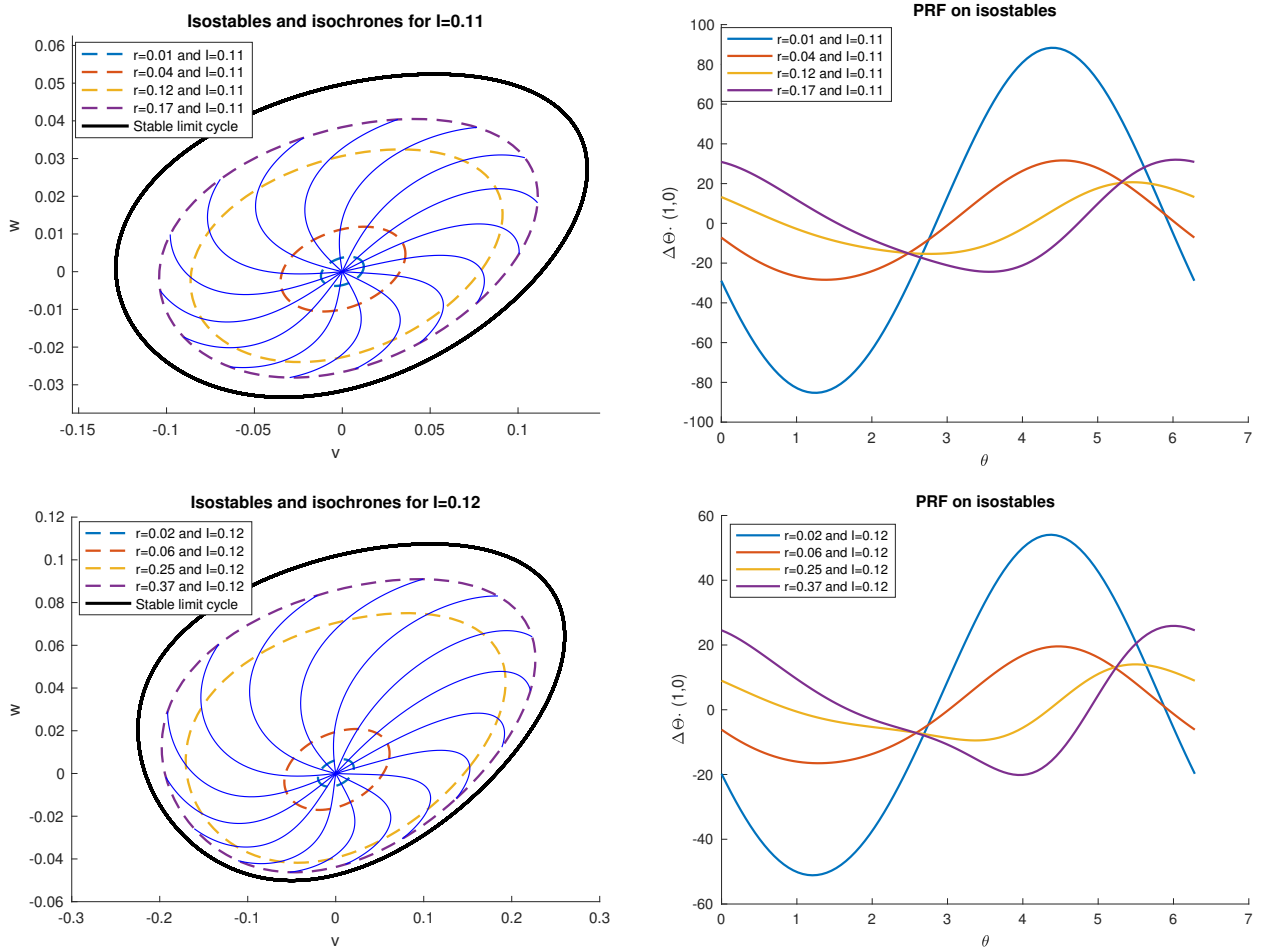 Isostables and isochrones for I=0.11
0.06
0.05
0.04
0.03
0.02
0.01
0
-0.01
-0.02
-0.03
w
r=0.01 and I=0.11
r=0.04 and I=0.11
r=0.12 and I=0.11
r=0.17 and I=0.11
Stable limit cycle
-0.15 -0.1 -0.05 0 0.05 0.1
v
PRF on isostables
100
80
60
40
20
0
-20
-40
-60
-80
-100
ΔΘ· (1,0)
r=0.01 and I=0.11
r=0.04 and I=0.11
r=0.12 and I=0.11
r=0.17 and I=0.11
0 1 2 3 4 5 6 7
θ
Isostables and isochrones for I=0.12
0.12
0.1
0.08
0.06
0.04
0.02
0
-0.02
-0.04
-0.06
w
r=0.02 and I=0.12
r=0.06 and I=0.12
r=0.25 and I=0.12
r=0.37 and I=0.12
Stable limit cycle
-0.3 -0.2 -0.1 0 0.1 0.2 0.3
v
PRF on isostables
60
40
20
0
-20
-40
-60
ΔΘ· (1,0)
r=0.02 and I=0.12
r=0.06 and I=0.12
r=0.25 and I=0.12
r=0.37 and I=0.12
0 1 2 3 4 5 6 7
θ